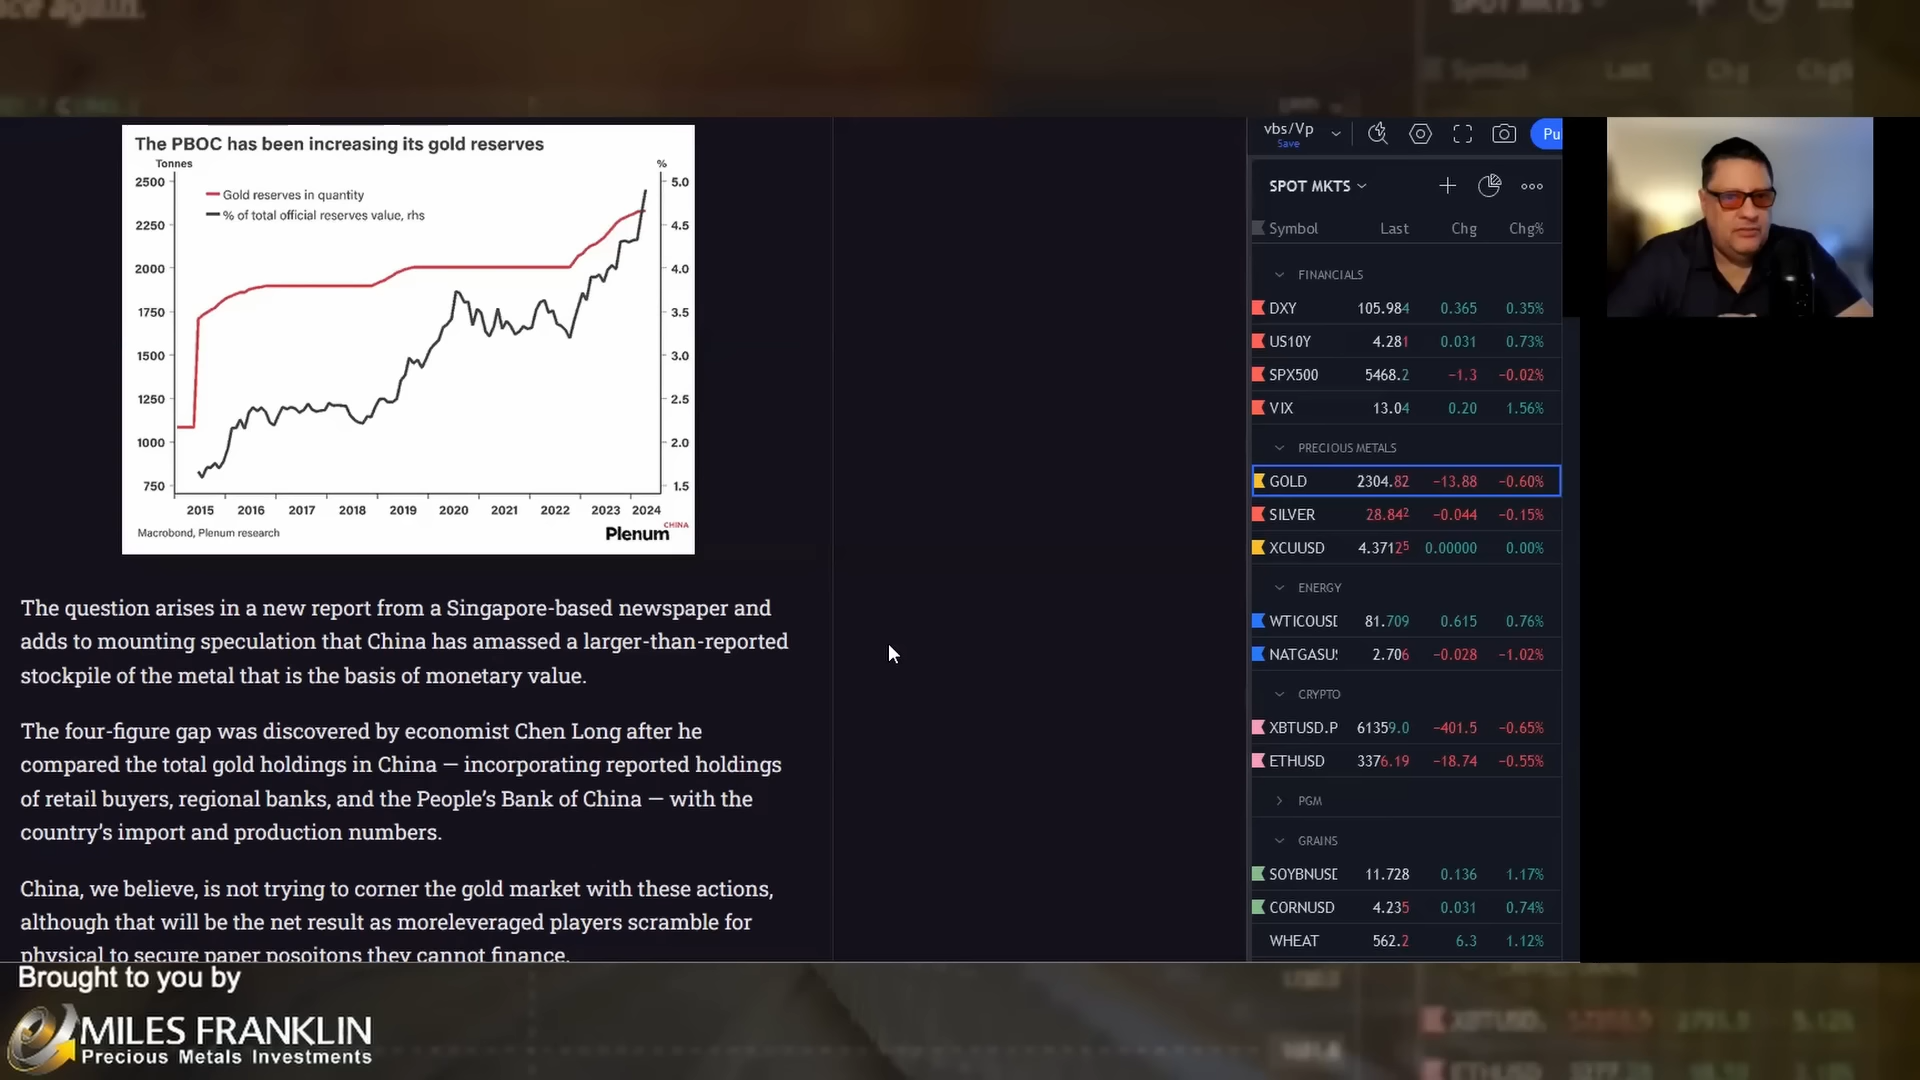 The PBOC has been increasing its gold reserves
Tonnes %
2500 5.0
Gold reserves in quantity
% of total official reserves value, rhs
2250 4.5
2000 4.0
1750 3.5
1500 3.0
1250 2.5
1000 2.0
750 1.5
2015 2016 2017 2018 2019 2020 2021 2022 2023 2024
Macrobond, Plenum research
Plenum CHINA
The question arises in a new report from a Singapore-based newspaper and
adds to mounting speculation that China has amassed a larger-than-reported
stockpile of the metal that is the basis of monetary value.
The four-figure gap was discovered by economist Chen Long after he
compared the total gold holdings in China — incorporating reported holdings
of retail buyers, regional banks, and the People's Bank of China — with the
country's import and production numbers.
China, we believe, is not trying to corner the gold market with these actions,
although that will be the net result as moreleveraged players scramble for
physical to secure paper posoitons they cannot finance.
vbs/Vp
Save
Pu
SPOT MKTS
Symbol Last Chg Chg%
FINANCIALS
DXY 105.984 0.365 0.35%
US10Y 4.281 0.031 0.73%
SPX500 5468.2 −1.3 −0.02%
VIX 13.04 0.20 1.56%
PRECIOUS METALS
GOLD 2304.82 −13.88 −0.60%
SILVER 28.842 −0.044 −0.15%
XCUUSD 4.37125 0.00000 0.00%
ENERGY
WTICOUSD 81.709 0.615 0.76%
NATGASUS 2.706 −0.028 −1.02%
CRYPTO
XBTUSD.P 61359.0 −401.5 −0.65%
ETHUSD 3376.19 −18.74 −0.55%
PGM
GRAINS
SOYBNUSD 11.728 0.136 1.17%
CORNUSD 4.235 0.031 0.74%
WHEAT 562.2 6.3 1.12%
Brought to you by
MILES FRANKLIN
Precious Metals Investments